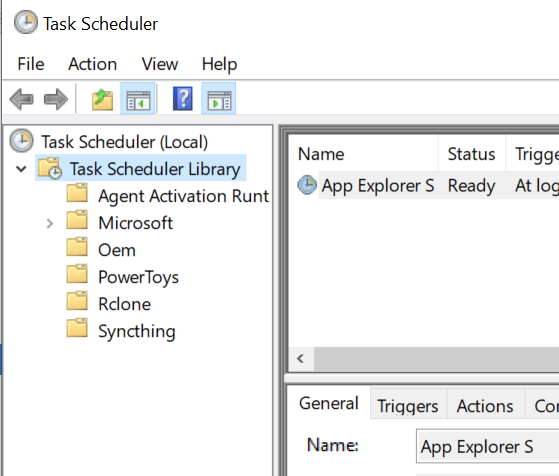 Task Scheduler
File Action View Help
Task Scheduler (Local)
Task Scheduler Library
Agent Activation Runt
Microsoft
Oem
PowerToys
Rclone
Syncthing
Name Status Trigge
App Explorer S Ready At log
General Triggers Actions Co
Name: App Explorer S